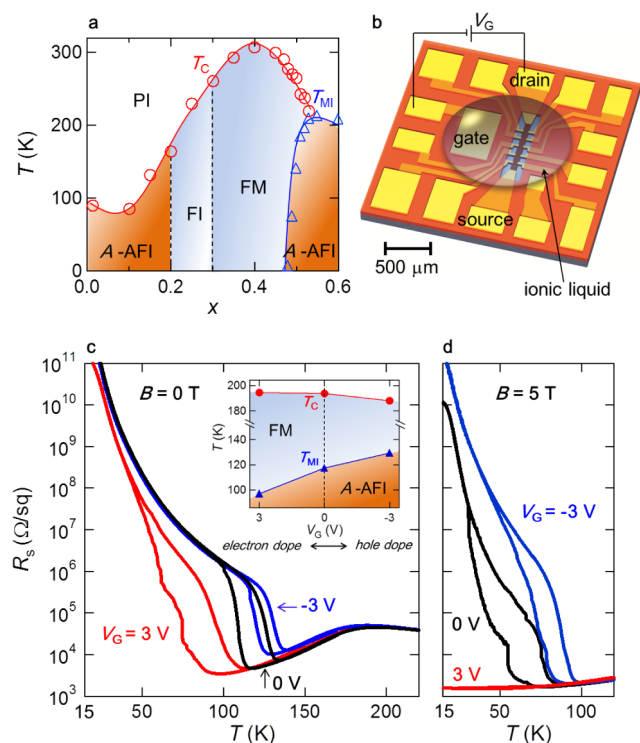 a
T (K)
300
200
100
0
T_C
T_MI
PI
FI
FM
A -AFI
A -AFI
0.0
0.2
0.4
0.6
x
b
V_G
drain
gate
source
500 μm
ionic liquid
c
B = 0 T
R_s (Ω/sq)
10^11
10^10
10^9
10^8
10^7
10^6
10^5
10^4
10^3
V_G = 3 V
-3 V
0 V
15
50
100
150
200
T (K)
T (K)
200
190
130
120
100
T_C
FM
T_MI
A -AFI
3
0
-3
V_G (V)
electron dope
hole dope
d
B = 5 T
V_G = -3 V
0 V
3 V
15
50
100
T (K)